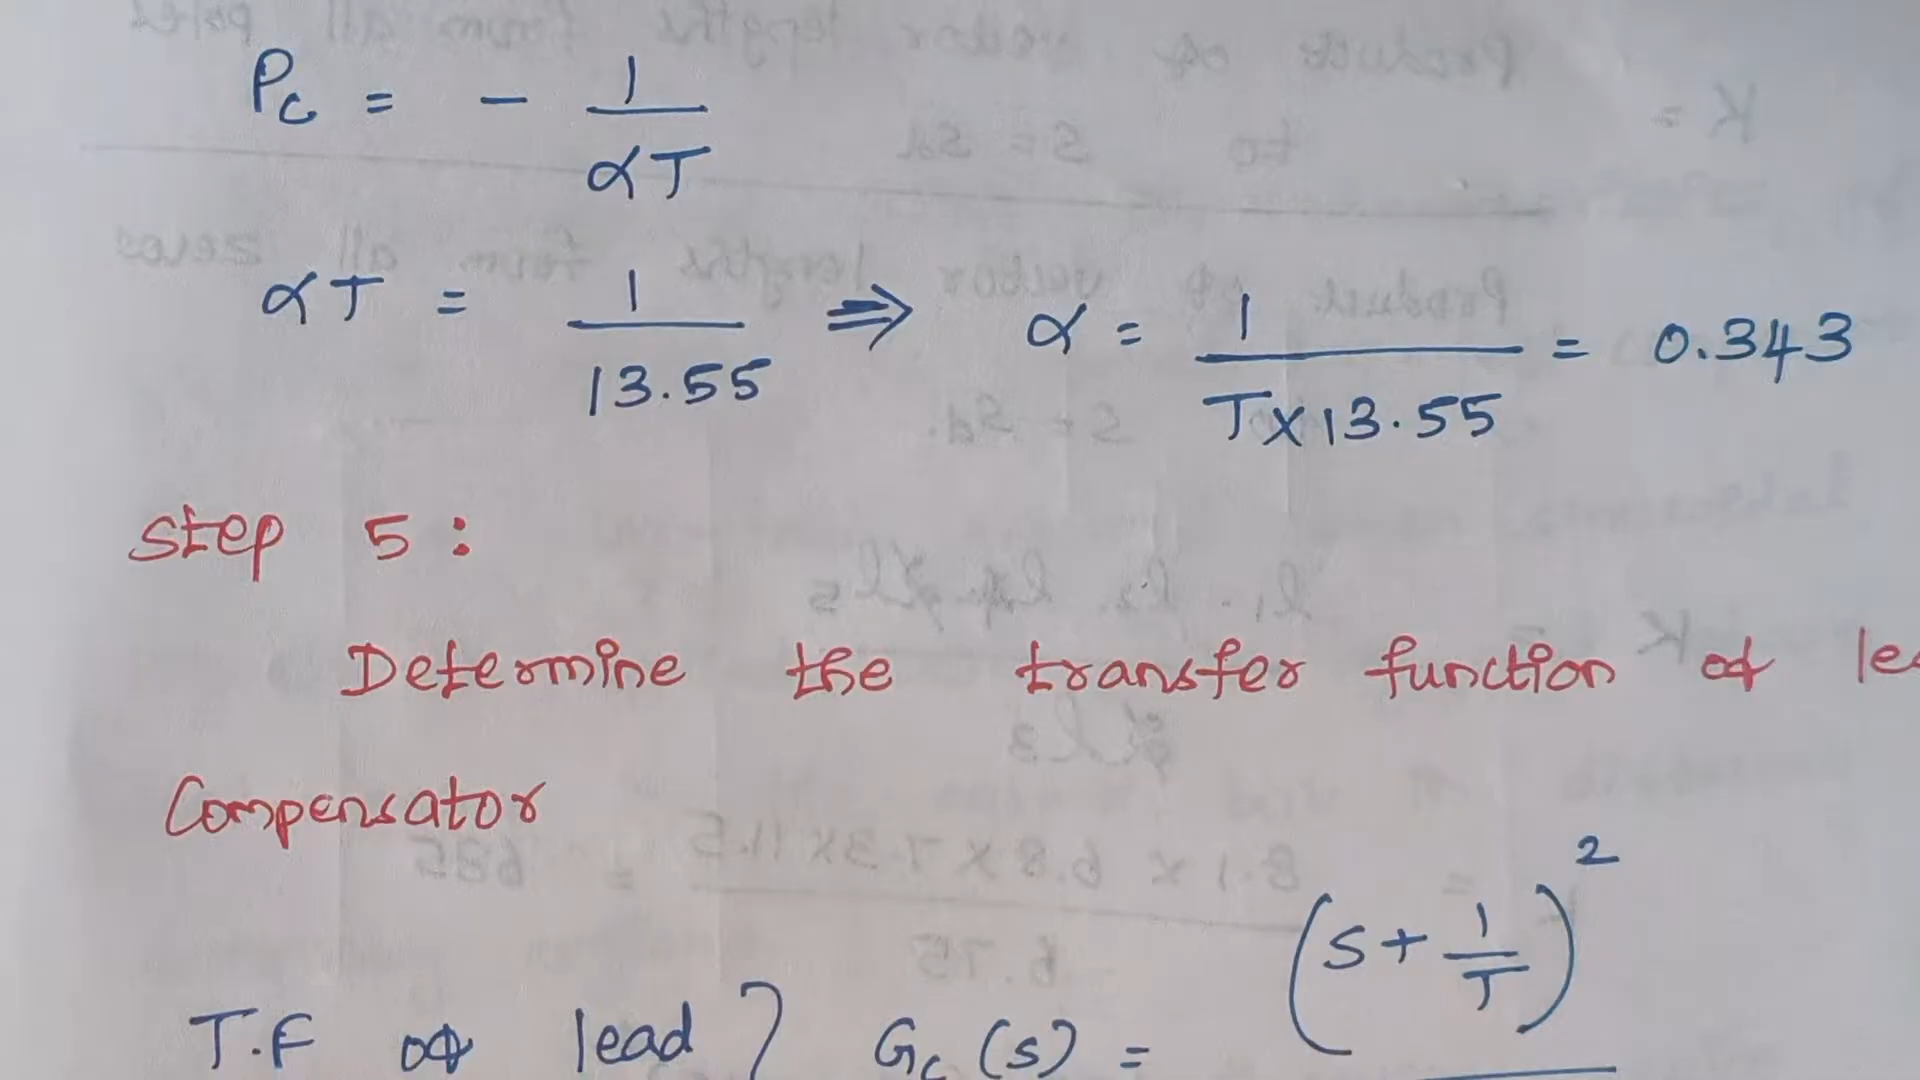 Pc = - 1/αT
αT = 1/13.55 ⇒ α = 1/T×13.55 = 0.343
Step 5 :
Determine the transfer function of
Compensator
T.F of lead } Gc(s) = (s + 1/T)²